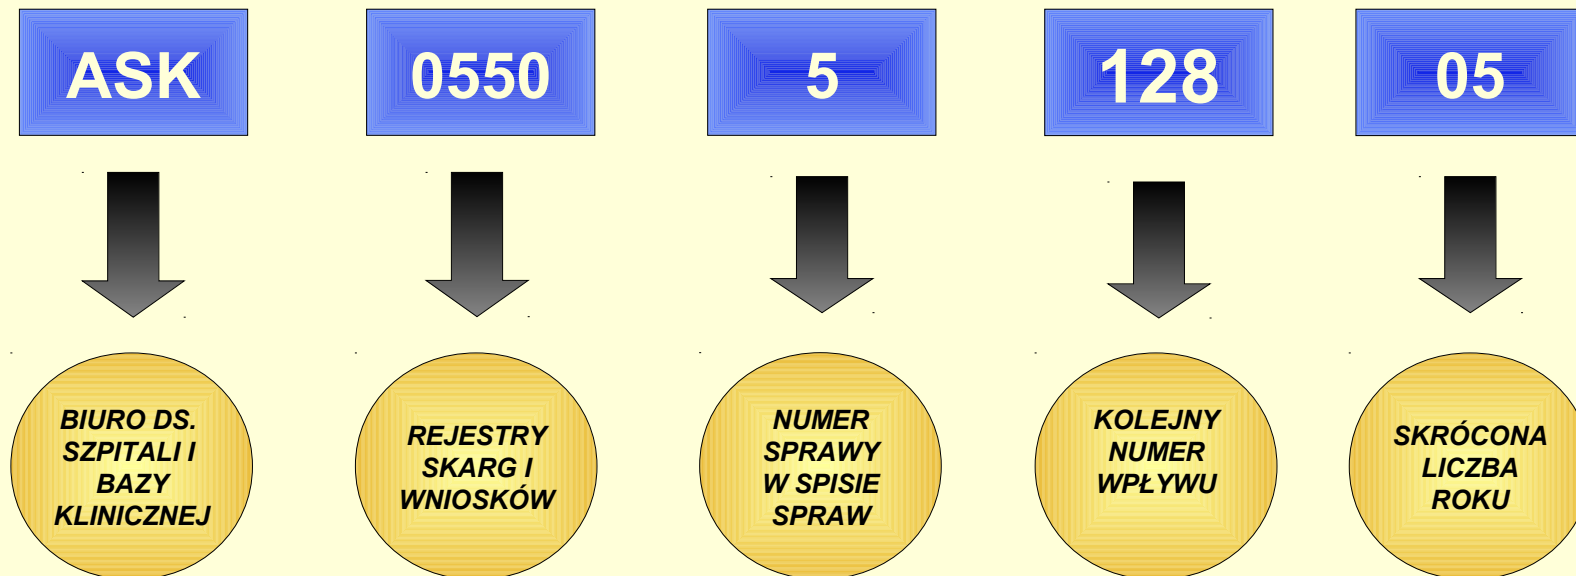 ASK
0550
5
128
05
BIURO DS.
SZPITALI I
BAZY
KLINICZNEJ
REJESTRY
SKARG I
WNIOSKÓW
NUMER
SPRAWY
W SPISIE
SPRAW
KOLEJNY
NUMER
WPŁYWU
SKRÓCONA
LICZBA
ROKU